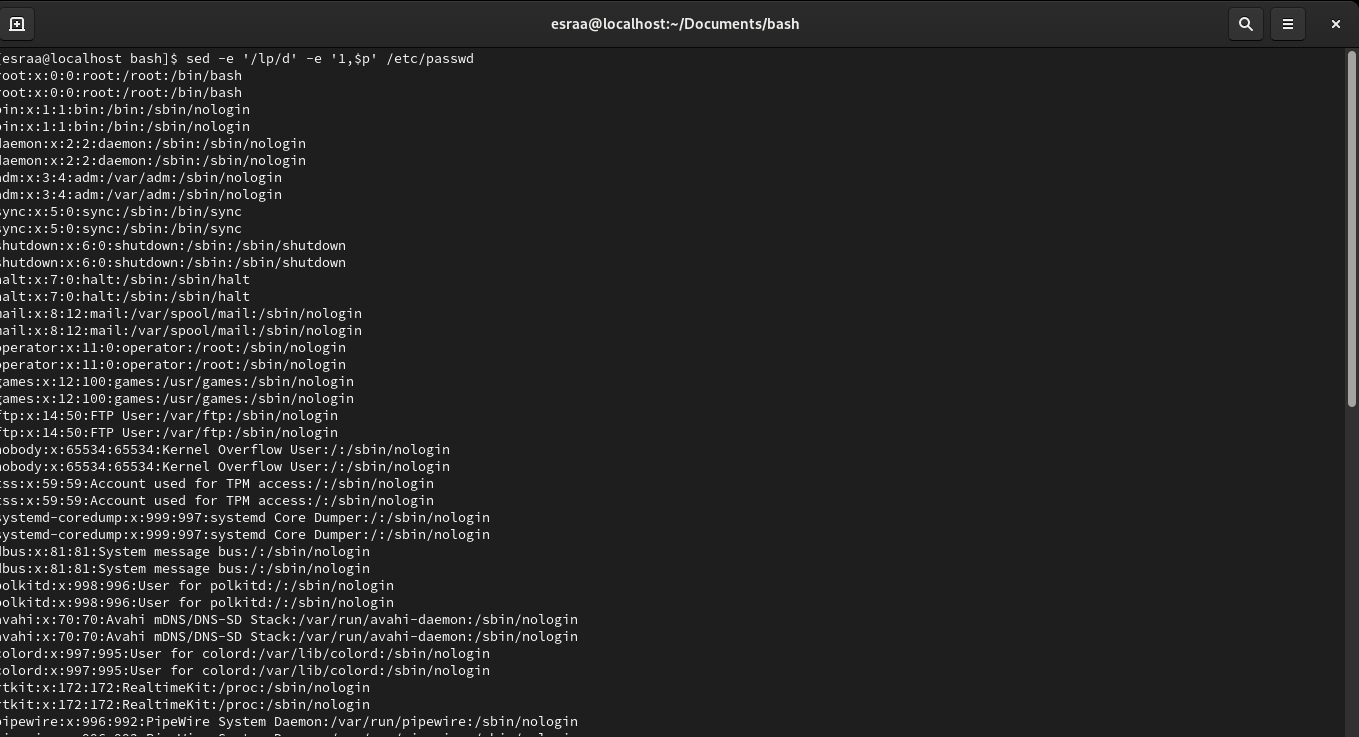 esraa@localhost:~/Documents/bash
[esraa@localhost bash]$ sed -e '/lp/d' -e '1,$p' /etc/passwd
root:x:0:0:root:/root:/bin/bash
root:x:0:0:root:/root:/bin/bash
bin:x:1:1:bin:/bin:/sbin/nologin
bin:x:1:1:bin:/bin:/sbin/nologin
daemon:x:2:2:daemon:/sbin:/sbin/nologin
daemon:x:2:2:daemon:/sbin:/sbin/nologin
adm:x:3:4:adm:/var/adm:/sbin/nologin
adm:x:3:4:adm:/var/adm:/sbin/nologin
sync:x:5:0:sync:/sbin:/bin/sync
sync:x:5:0:sync:/sbin:/bin/sync
shutdown:x:6:0:shutdown:/sbin:/sbin/shutdown
shutdown:x:6:0:shutdown:/sbin:/sbin/shutdown
halt:x:7:0:halt:/sbin:/sbin/halt
halt:x:7:0:halt:/sbin:/sbin/halt
mail:x:8:12:mail:/var/spool/mail:/sbin/nologin
mail:x:8:12:mail:/var/spool/mail:/sbin/nologin
operator:x:11:0:operator:/root:/sbin/nologin
operator:x:11:0:operator:/root:/sbin/nologin
games:x:12:100:games:/usr/games:/sbin/nologin
games:x:12:100:games:/usr/games:/sbin/nologin
ftp:x:14:50:FTP User:/var/ftp:/sbin/nologin
ftp:x:14:50:FTP User:/var/ftp:/sbin/nologin
nobody:x:65534:65534:Kernel Overflow User:/:/sbin/nologin
nobody:x:65534:65534:Kernel Overflow User:/:/sbin/nologin
tss:x:59:59:Account used for TPM access:/:/sbin/nologin
tss:x:59:59:Account used for TPM access:/:/sbin/nologin
systemd-coredump:x:999:997:systemd Core Dumper:/:/sbin/nologin
systemd-coredump:x:999:997:systemd Core Dumper:/:/sbin/nologin
dbus:x:81:81:System message bus:/:/sbin/nologin
dbus:x:81:81:System message bus:/:/sbin/nologin
polkitd:x:998:996:User for polkitd:/:/sbin/nologin
polkitd:x:998:996:User for polkitd:/:/sbin/nologin
avahi:x:70:70:Avahi mDNS/DNS-SD Stack:/var/run/avahi-daemon:/sbin/nologin
avahi:x:70:70:Avahi mDNS/DNS-SD Stack:/var/run/avahi-daemon:/sbin/nologin
colord:x:997:995:User for colord:/var/lib/colord:/sbin/nologin
colord:x:997:995:User for colord:/var/lib/colord:/sbin/nologin
rtkit:x:172:172:RealtimeKit:/proc:/sbin/nologin
rtkit:x:172:172:RealtimeKit:/proc:/sbin/nologin
pipewire:x:996:992:PipeWire System Daemon:/var/run/pipewire:/sbin/nologin